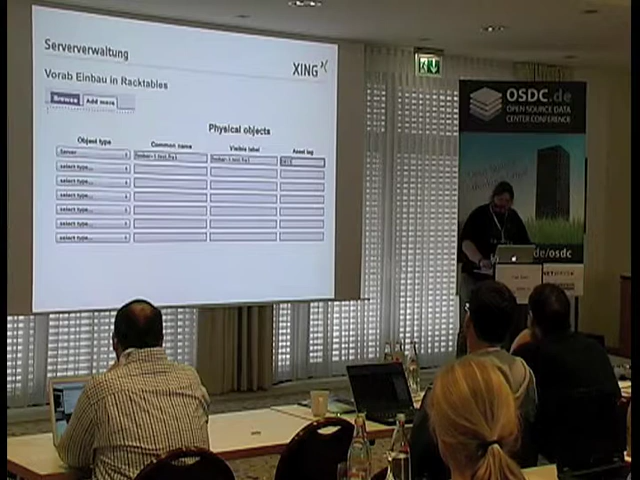 Serververwaltung
XING
Vorab Einbau in Racktables
Browse
Add more
Physical objects
Object type
Common name
Visible label
Asset tag
Server
select type...
select type...
select type...
select type...
select type...
select type...
OSDC.de
OPEN SOURCE DATA
CENTER CONFERENCE
de/osdc